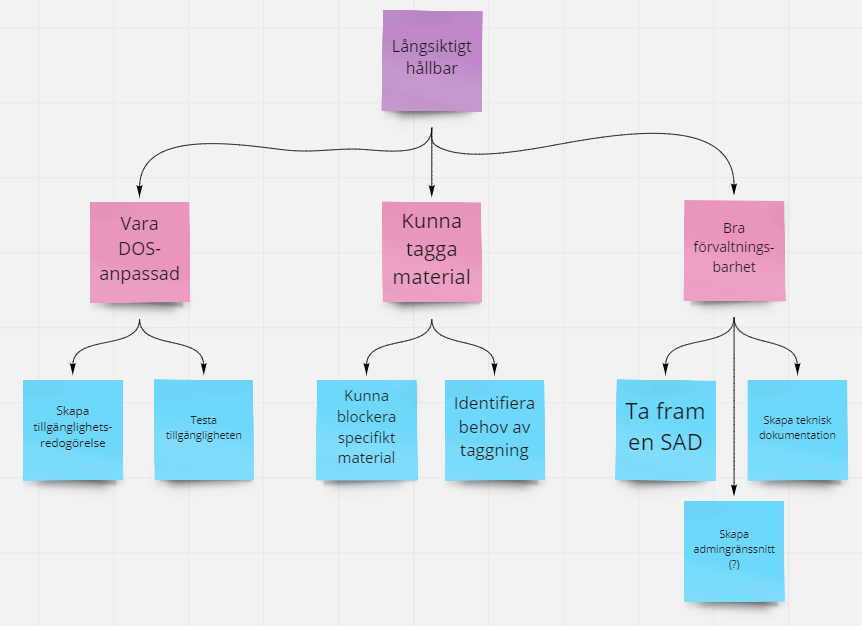 Långsiktigt
hållbar
Vara
DOS-
anpassad
Kunna
tagga
material
Bra
förvaltnings-
barhet
Skapa
tillgänglighets-
redogörelse
Testa
tillgängligheten
Kunna
blockera
specifikt
material
Identifiera
behov av
taggning
Ta fram
en SAD
Skapa teknisk
dokumentation
Skapa
admingränssnitt
(?)